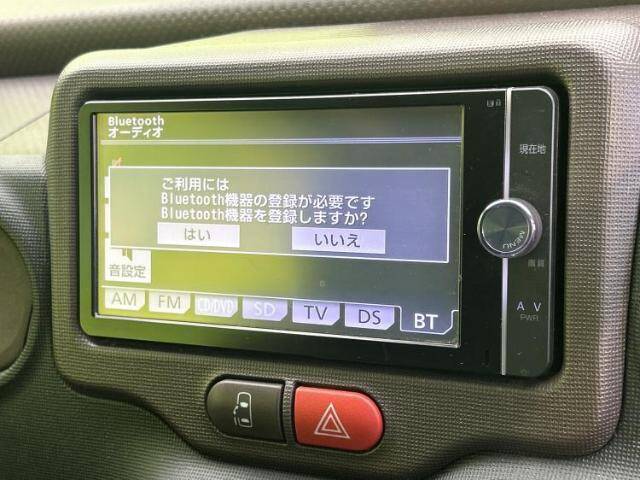 Bluetooth
オーディオ
ご利用には
Bluetooth機器の登録が必要です
Bluetooth機器を登録しますか?
はい
いいえ
音設定
AM
FM
CD/DVD
SD
TV
DS
BT
現在地
MENU
画質
A V
PWR